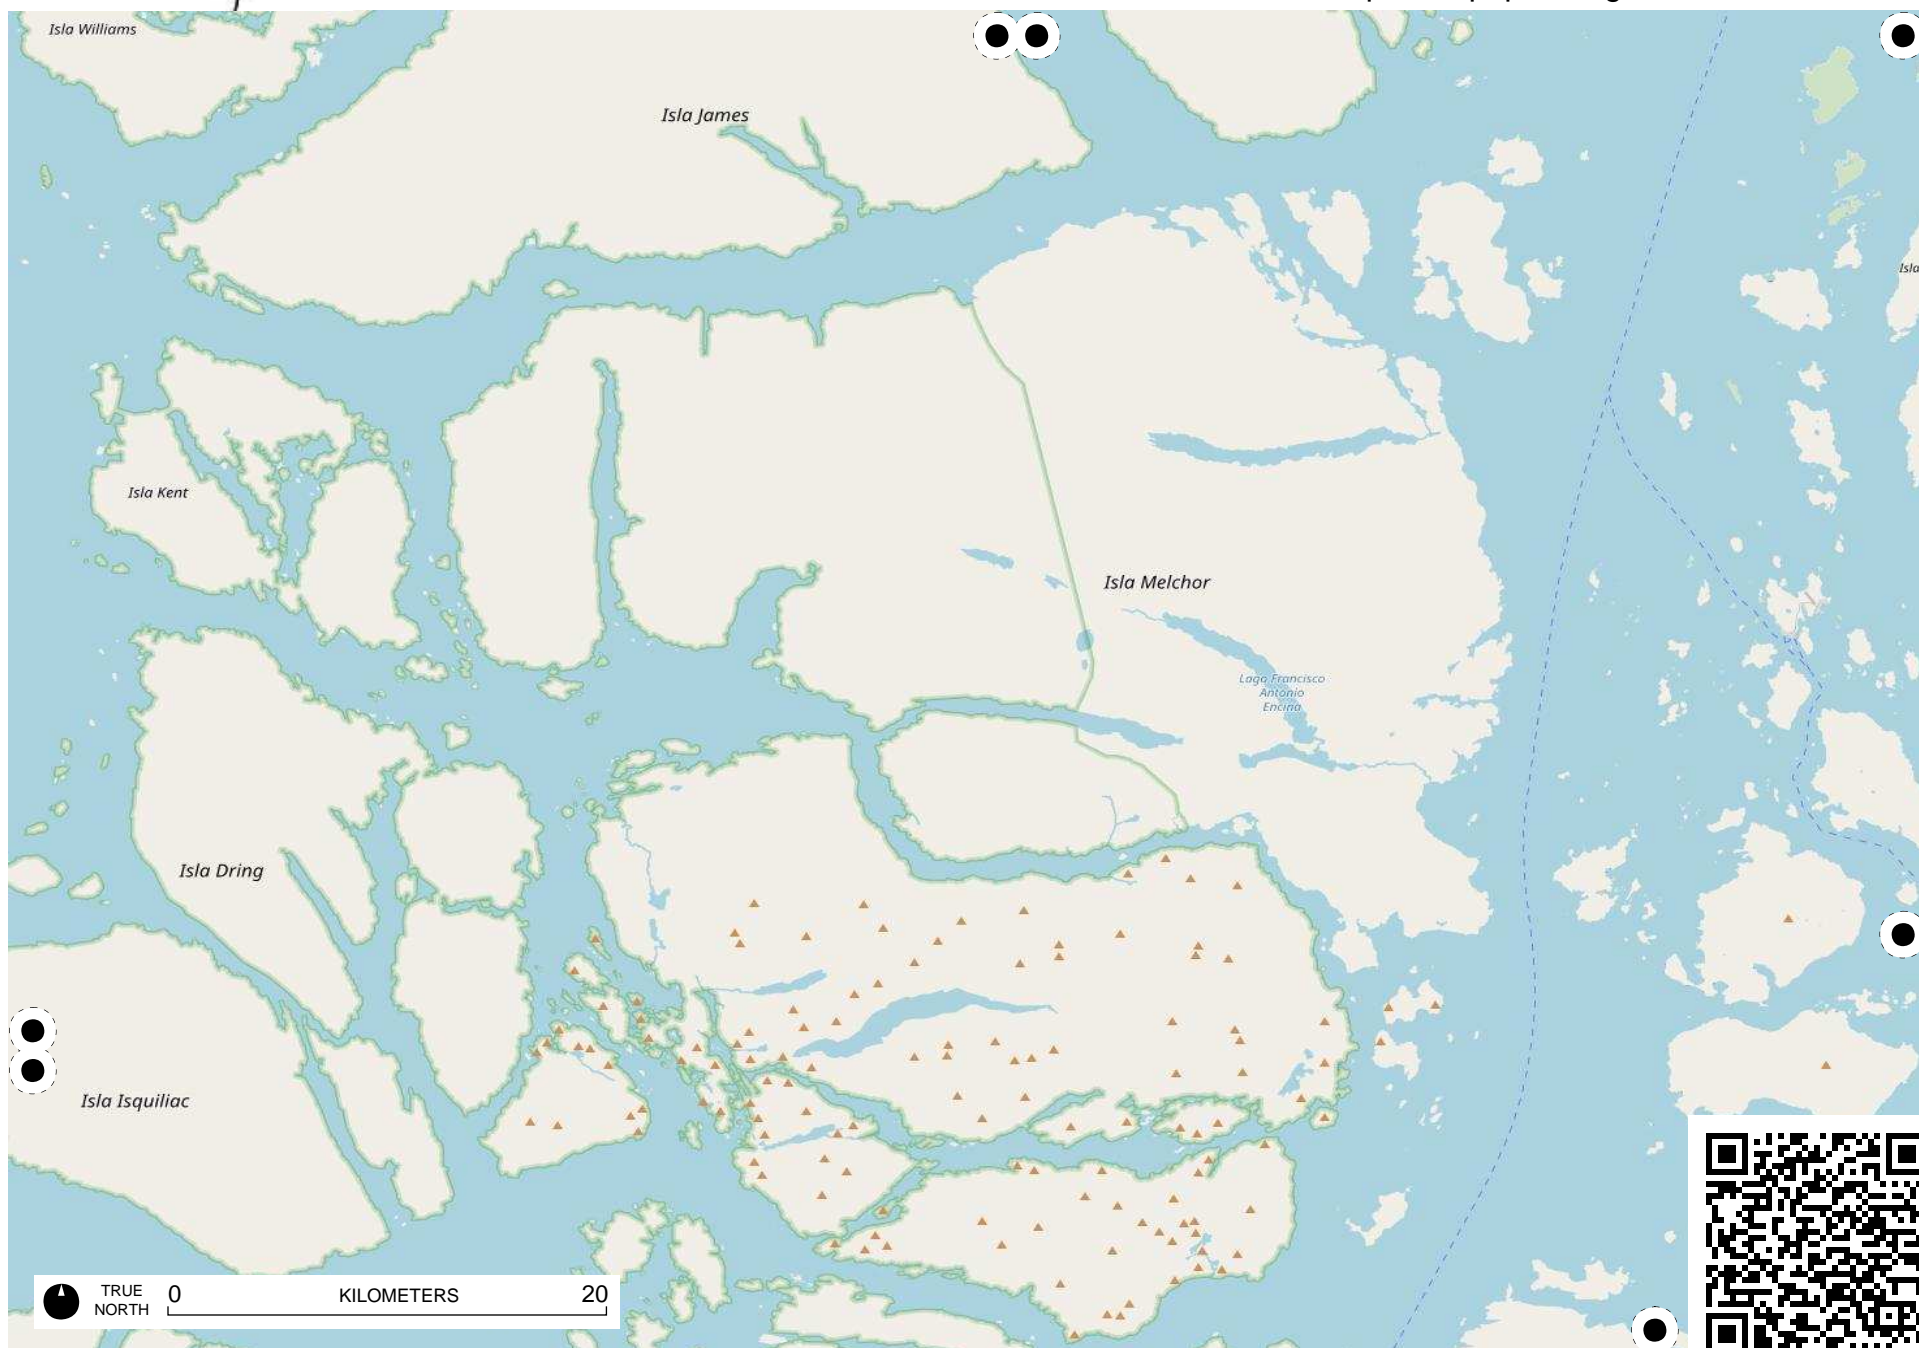 Isla Williams
Isla James
Isla
Isla Kent
Isla Melchor
Lago Francisco
Antonio
Encina
Isla Dring
Isla Isquiliac
TRUE
NORTH
0
KILOMETERS
20